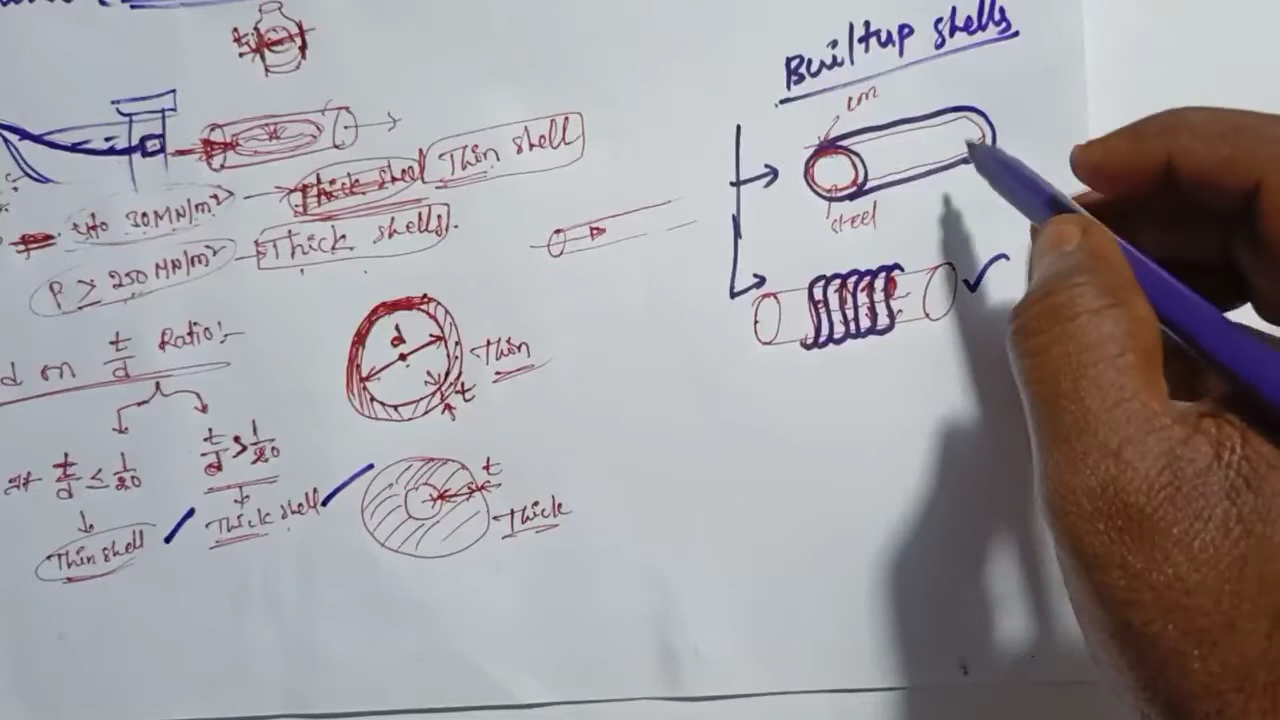 Builtup shells
t
Thin shell
Thick shell
upto 30MN/m²
Thick shells.
P ≥ 250 MN/m²
steel
d on t/d Ratio:-
d
Thin
t
t/d ≤ 1/20
t/d > 1/20
t
Thick shell
Thick
Thin shell